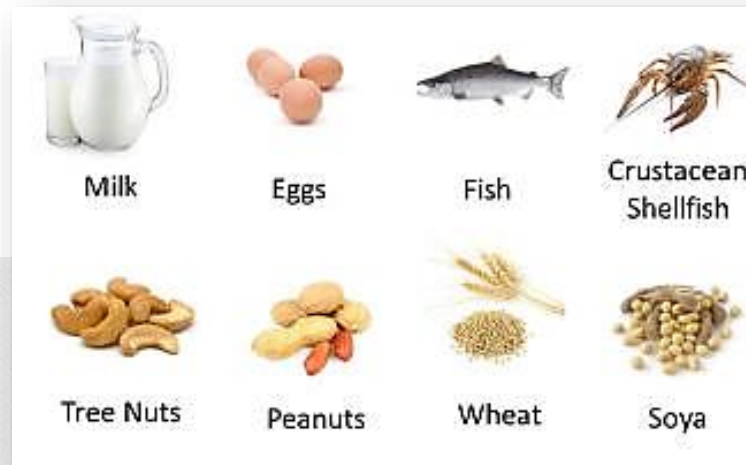 Milk
Eggs
Fish
Crustacean
Shellfish
Tree Nuts
Peanuts
Wheat
Soya